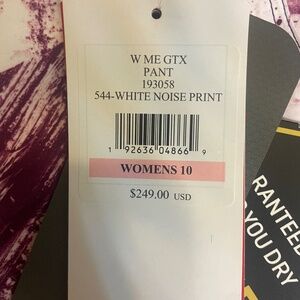 W ME GTX
PANT
193058
544-WHITE NOISE PRINT
1 92636 04866 9
WOMENS 10
$249.00 USD
RANTEED
YOU DRY